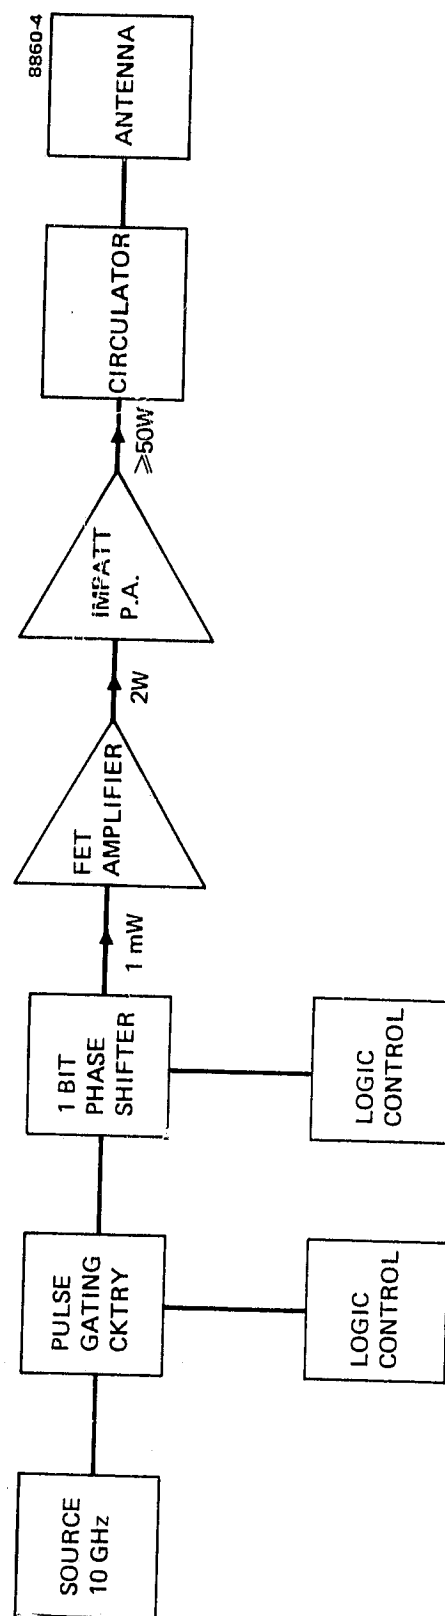 8860-4
SOURCE
10 GHz
PULSE
GATING
CKTRY
LOGIC
CONTROL
1 BIT
PHASE
SHIFTER
LOGIC
CONTROL
1 mW
FET
AMPLIFIER
2W
IMPATT
P.A.
⩾50W
CIRCULATOR
ANTENNA